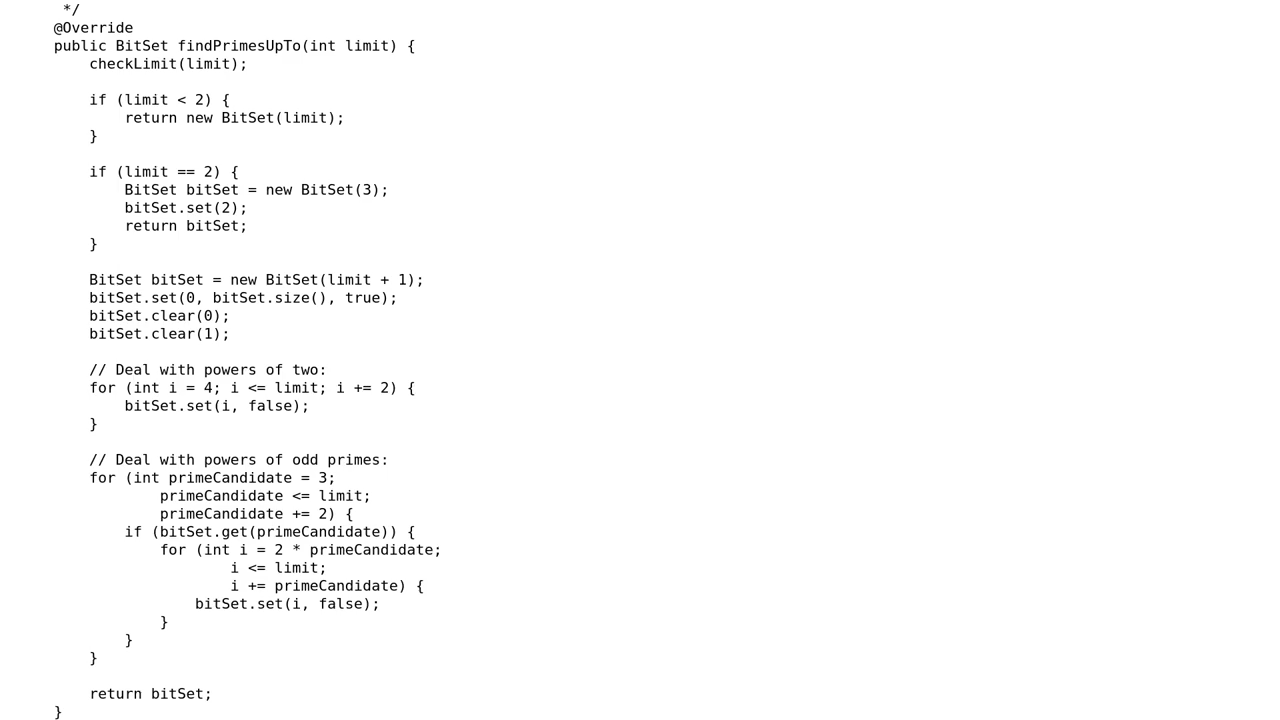 */
    @Override
    public BitSet findPrimesUpTo(int limit) {
        checkLimit(limit);

        if (limit < 2) {
            return new BitSet(limit);
        }

        if (limit == 2) {
            BitSet bitSet = new BitSet(3);
            bitSet.set(2);
            return bitSet;
        }

        BitSet bitSet = new BitSet(limit + 1);
        bitSet.set(0, bitSet.size(), true);
        bitSet.clear(0);
        bitSet.clear(1);

        // Deal with powers of two:
        for (int i = 4; i <= limit; i += 2) {
            bitSet.set(i, false);
        }

        // Deal with powers of odd primes:
        for (int primeCandidate = 3;
                primeCandidate <= limit;
                primeCandidate += 2) {
            if (bitSet.get(primeCandidate)) {
                for (int i = 2 * primeCandidate;
                        i <= limit;
                        i += primeCandidate) {
                    bitSet.set(i, false);
                }
            }
        }

        return bitSet;
    }